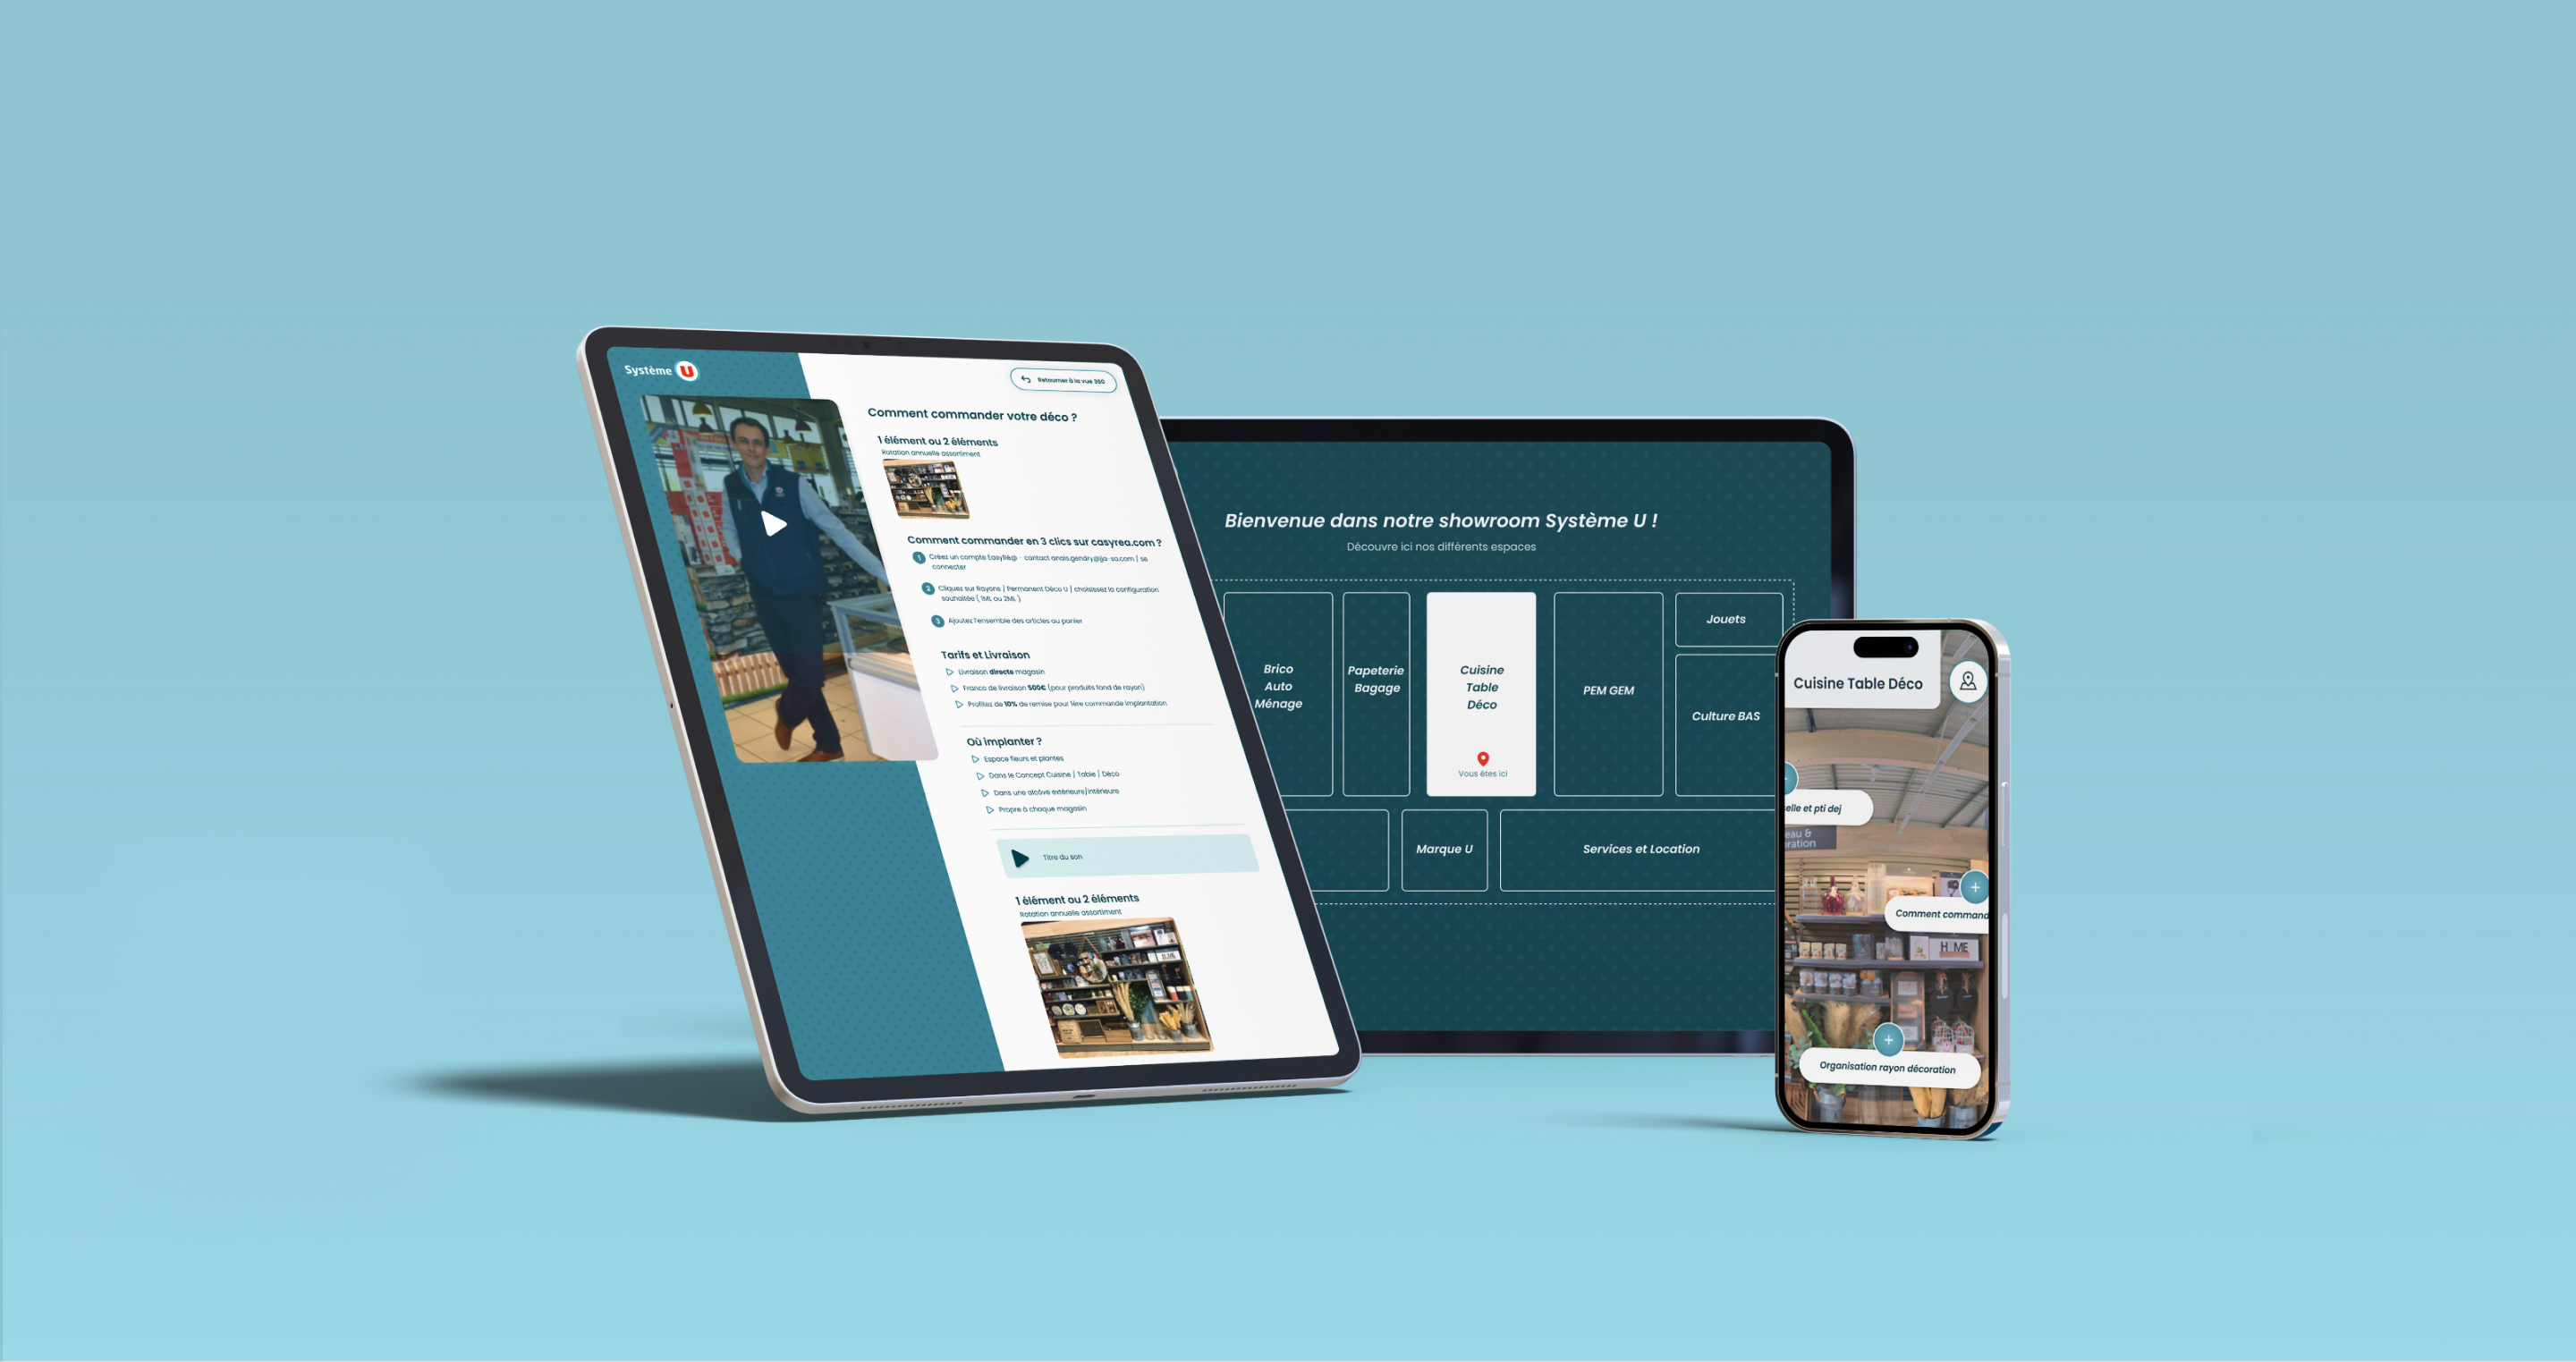 Système U
Retourner à la vue 360
Comment commander votre déco ?
1 élément ou 2 éléments
Rotation annuelle assortiment
Comment commander en 3 clics sur casyrea.com ?
1 Créez un compte EasyRé@ - contact anais.gendry@ja-sa.com | se
connecter
2 Cliquez sur Rayons | Permanent Déco U | choisissez la configuration
souhaitée ( 1ML ou 2ML )
3 Ajoutez l'ensemble des articles au panier
Tarifs et Livraison
Livraison directe magasin
Franco de livraison 500€ (pour produits fond de rayon)
Profitez de 10% de remise pour 1ère commande implantation
Où implanter ?
Espace fleurs et plantes
Dans le Concept Cuisine | Table | Déco
Dans une alcôve extérieure/intérieure
Propre à chaque magasin
Titre du son
1 élément ou 2 éléments
Rotation annuelle assortiment
Bienvenue dans notre showroom Système U !
Découvre ici nos différents espaces
Brico
Auto
Ménage
Papeterie
Bagage
Cuisine
Table
Déco
Vous êtes ici
PEM GEM
Jouets
Culture BAS
Marque U
Services et Location
Cuisine Table Déco
elle et pti dej
eau &
ration
Comment command
H ME
Organisation rayon décoration